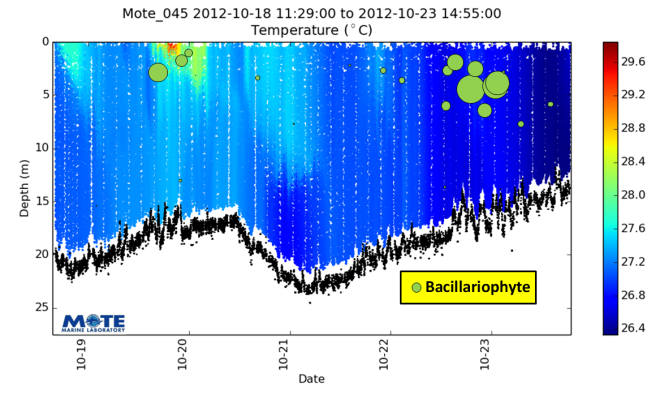 Mote_045 2012-10-18 11:29:00 to 2012-10-23 14:55:00
Temperature (°C)
0
5
10
15
20
25
Depth (m)
Bacillariophyte
MOTE
MARINE LABORATORY
10-19
10-20
10-21
10-22
10-23
Date
29.6
29.2
28.8
28.4
28.0
27.6
27.2
26.8
26.4